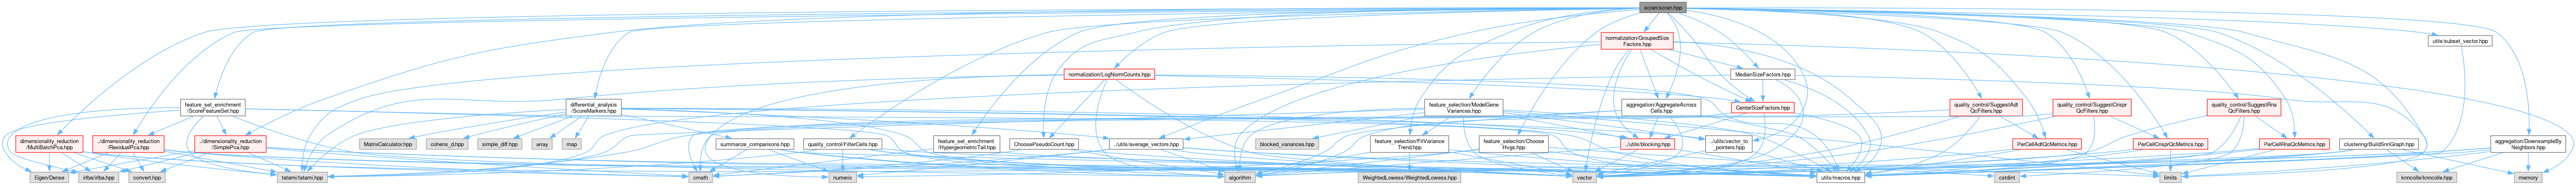 scran/scran.hpp
normalization/GroupedSize
Factors.hpp
utils/subset_vector.hpp
normalization/LogNormCounts.hpp
MedianSizeFactors.hpp
feature_set_enrichment
/ScoreFeatureSet.hpp
differential_analysis
/ScoreMarkers.hpp
feature_selection/ModelGene
Variances.hpp
aggregation/AggregateAcross
Cells.hpp
CenterSizeFactors.hpp
quality_control/SuggestAdt
QcFilters.hpp
quality_control/SuggestCrispr
QcFilters.hpp
quality_control/SuggestRna
QcFilters.hpp
dimensionality_reduction
/MultiBatchPca.hpp
../dimensionality_reduction
/ResidualPca.hpp
../dimensionality_reduction
/SimplePca.hpp
MatrixCalculator.hpp
cohens_d.hpp
simple_diff.hpp
array
map
summarize_comparisons.hpp
quality_control/FilterCells.hpp
feature_set_enrichment
/HypergeometricTail.hpp
ChoosePseudoCount.hpp
../utils/average_vectors.hpp
blocked_variances.hpp
feature_selection/FitVariance
Trend.hpp
feature_selection/Choose
Hvgs.hpp
../utils/blocking.hpp
../utils/vector_to
_pointers.hpp
PerCellAdtQcMetrics.hpp
PerCellCrisprQcMetrics.hpp
PerCellRnaQcMetrics.hpp
clustering/BuildSnnGraph.hpp
aggregation/DownsampleBy
Neighbors.hpp
Eigen/Dense
irlba/irlba.hpp
convert.hpp
tatami/tatami.hpp
cmath
numeric
algorithm
WeightedLowess/WeightedLowess.hpp
vector
utils/macros.hpp
cstdint
limits
knncolle/knncolle.hpp
memory